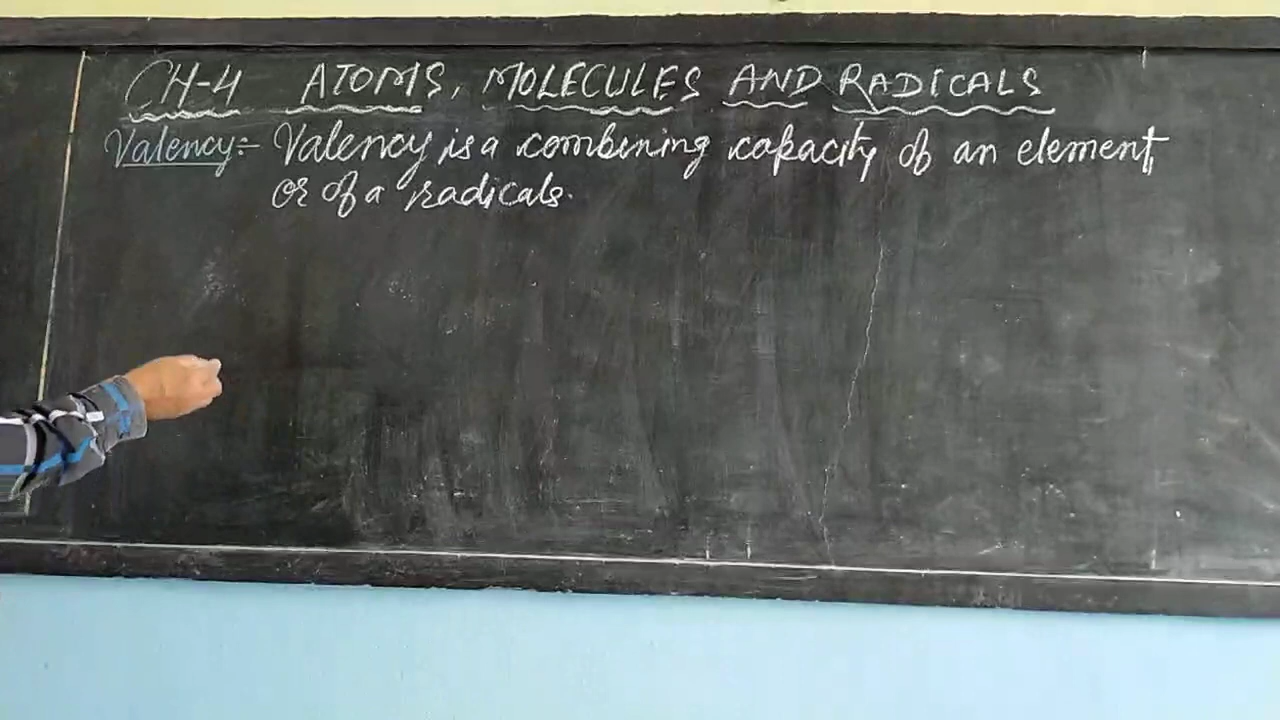 CH-4 ATOMS, MOLECULES AND RADICALS
Valency:- Valency is a combining capacity of an element,
or of a radicals.